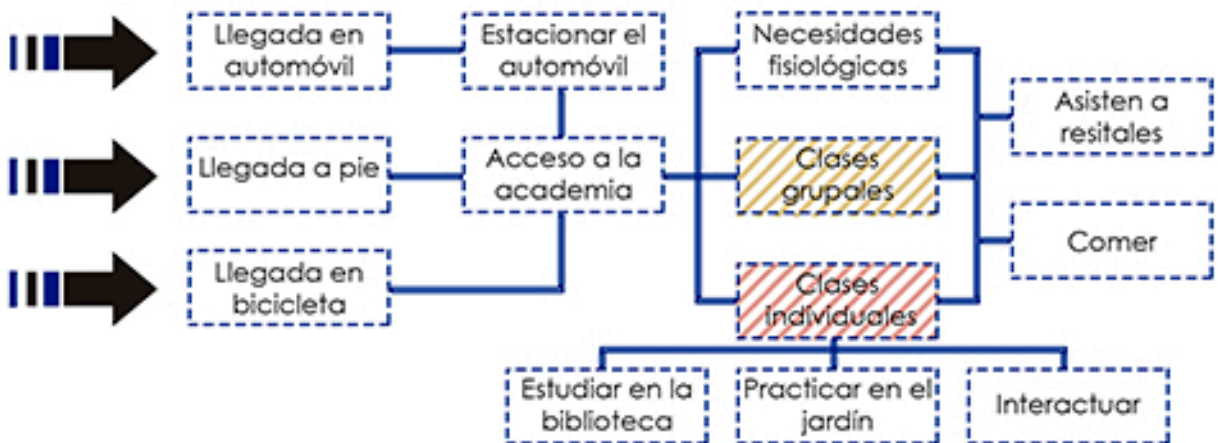 Llegada en
automóvil
Estacionar el
automóvil
Necesidades
fisiológicas
Asisten a
resitales
Llegada a pie
Acceso a la
academia
Clases
grupales
Comer
Llegada en
bicicleta
Clases
individuales
Estudiar en la
biblioteca
Practicar en el
jardín
Interactuar